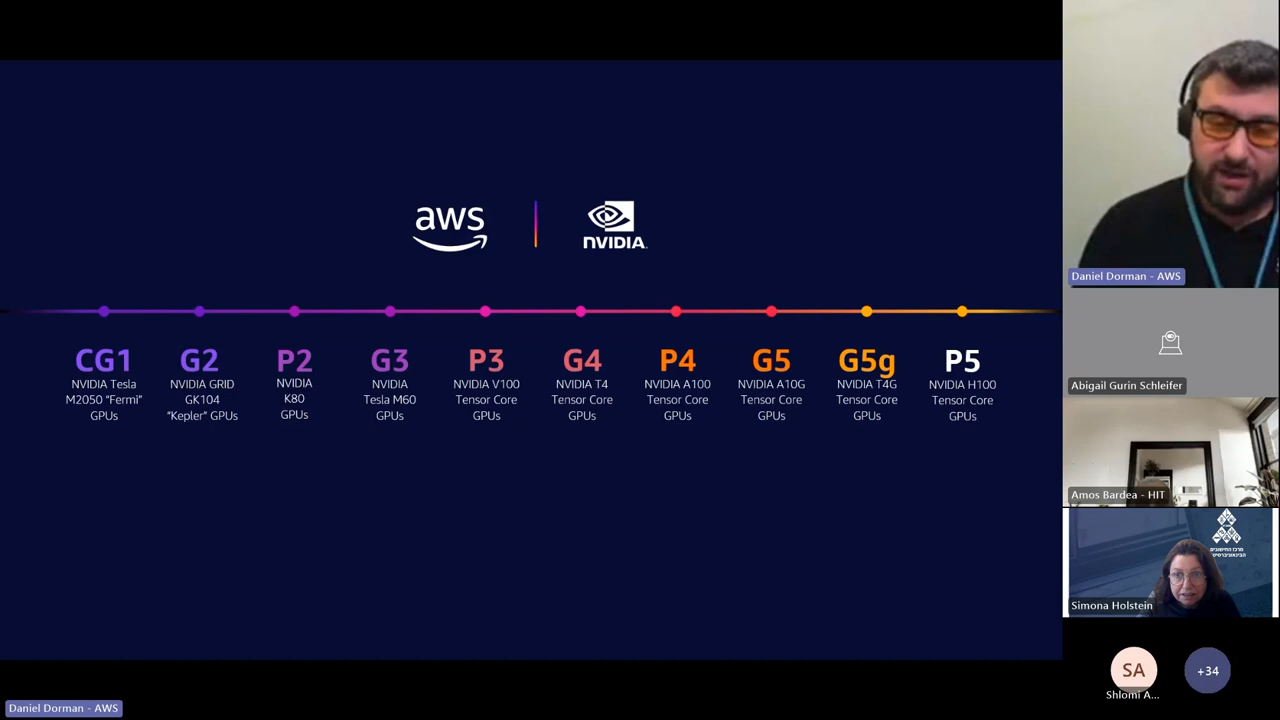 aws
NVIDIA.
CG1
NVIDIA Tesla
M2050 "Fermi"
GPUs
G2
NVIDIA GRID
GK104
"Kepler" GPUs
P2
NVIDIA
K80
GPUs
G3
NVIDIA
Tesla M60
GPUs
P3
NVIDIA V100
Tensor Core
GPUs
G4
NVIDIA T4
Tensor Core
GPUs
P4
NVIDIA A100
Tensor Core
GPUs
G5
NVIDIA A10G
Tensor Core
GPUs
G5g
NVIDIA T4G
Tensor Core
GPUs
P5
NVIDIA H100
Tensor Core
GPUs
Daniel Dorman - AWS
Abigail Gurin Schleifer
Amos Bardea - HIT
מרכז החישובים
Simona Holstein
SA
+34
Shlomi A...
Daniel Dorman - AWS